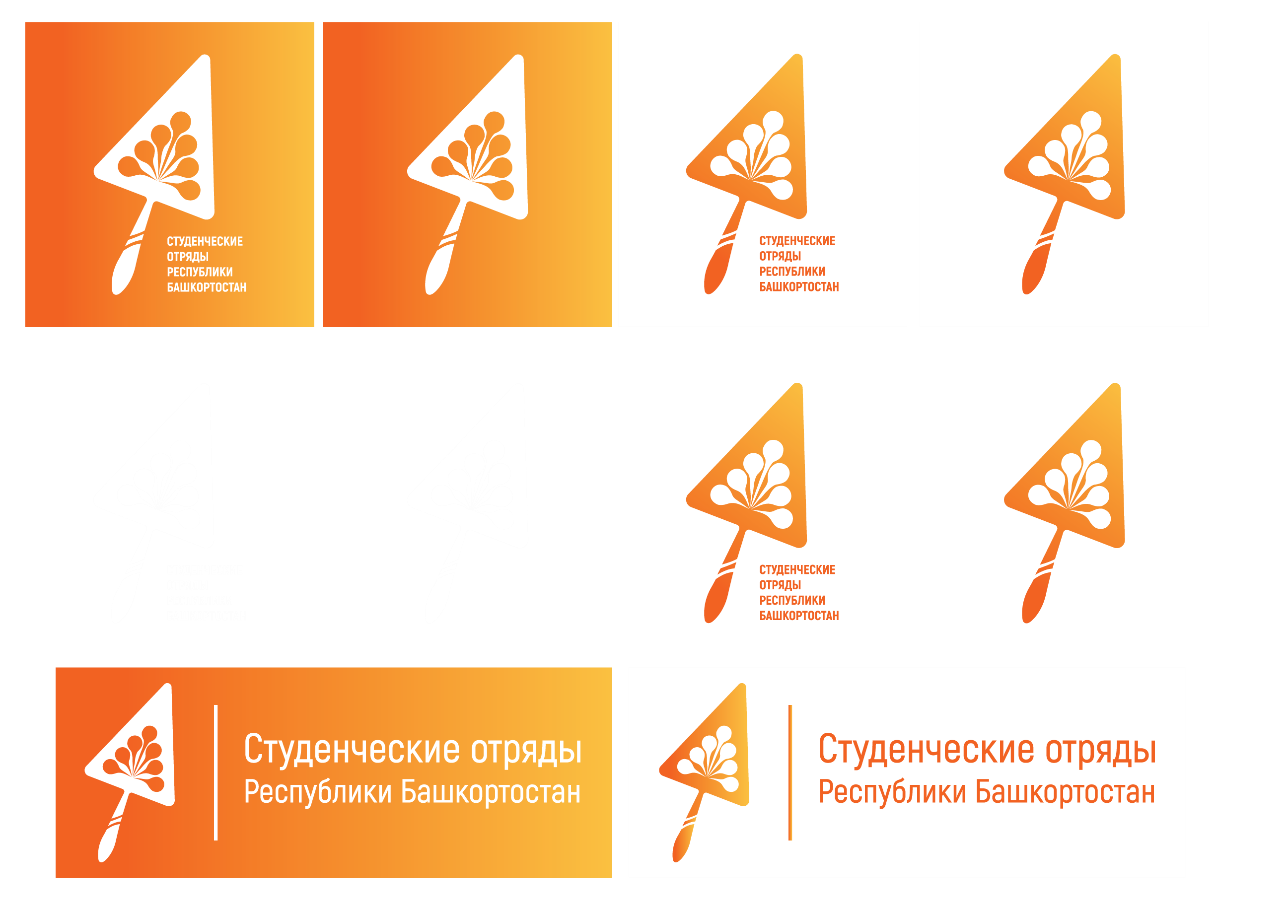 СТУДЕНЧЕСКИЕ
ОТРЯДЫ
РЕСПУБЛИКИ
БАШКОРТОСТАН
СТУДЕНЧЕСКИЕ
ОТРЯДЫ
РЕСПУБЛИКИ
БАШКОРТОСТАН
СТУДЕНЧЕСКИЕ
ОТРЯДЫ
РЕСПУБЛИКИ
БАШКОРТОСТАН
Студенческие отряды
Республики Башкортостан
Студенческие отряды
Республики Башкортостан